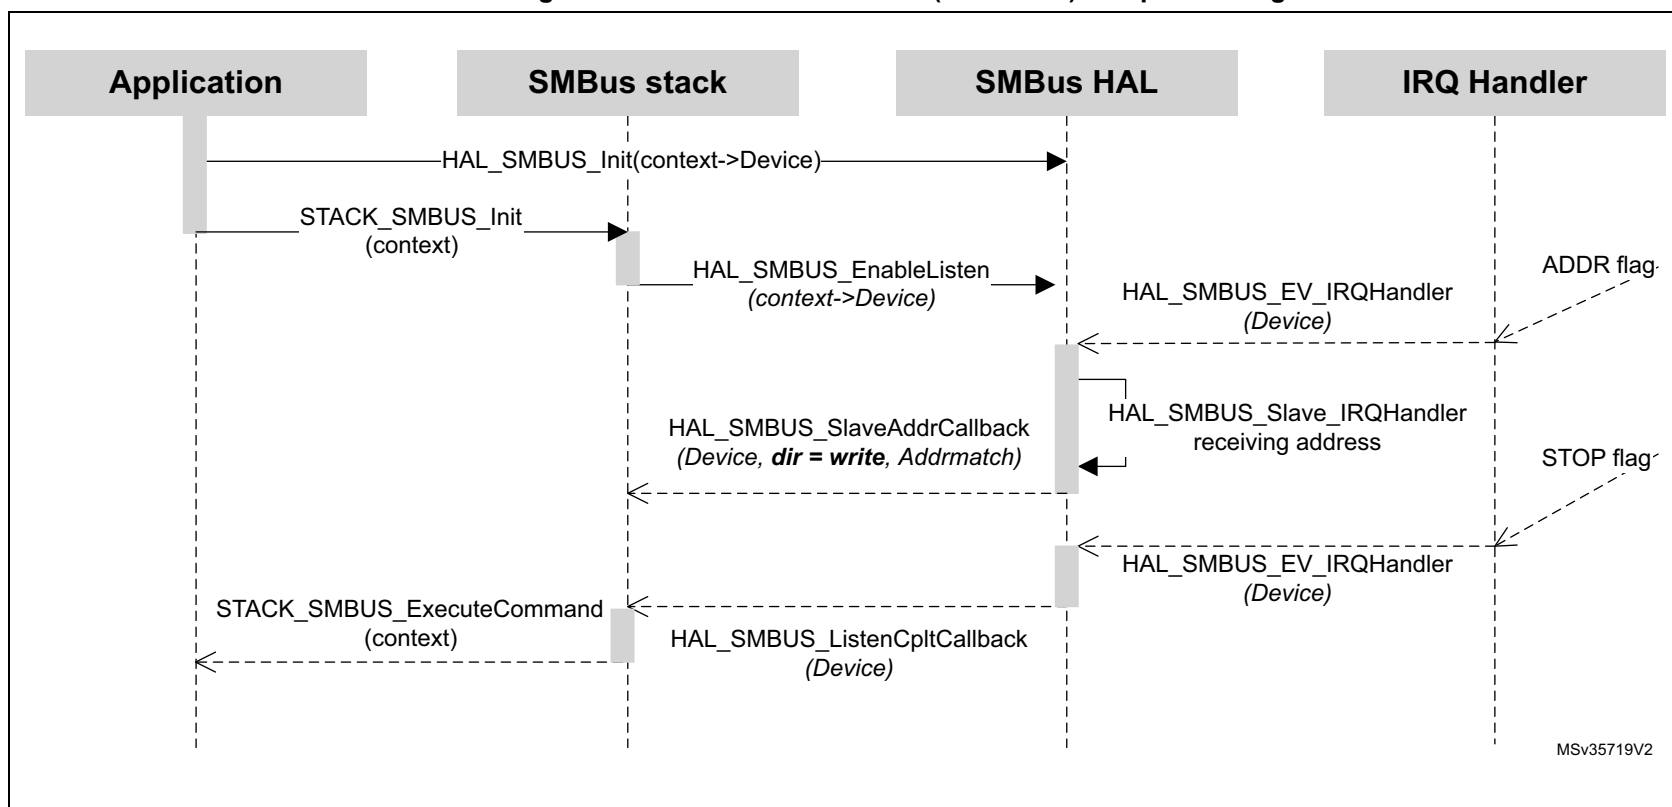 Application
SMBus stack
SMBus HAL
IRQ Handler
HAL_SMBUS_Init(context->Device)
STACK_SMBUS_Init
(context)
HAL_SMBUS_EnableListen
(context->Device)
ADDR flag
HAL_SMBUS_EV_IRQHandler
(Device)
HAL_SMBUS_Slave_IRQHandler
receiving address
HAL_SMBUS_SlaveAddrCallback
(Device, dir = write, Addrmatch)
STOP flag
HAL_SMBUS_EV_IRQHandler
(Device)
STACK_SMBUS_ExecuteCommand
(context)
HAL_SMBUS_ListenCpltCallback
(Device)
MSv35719V2